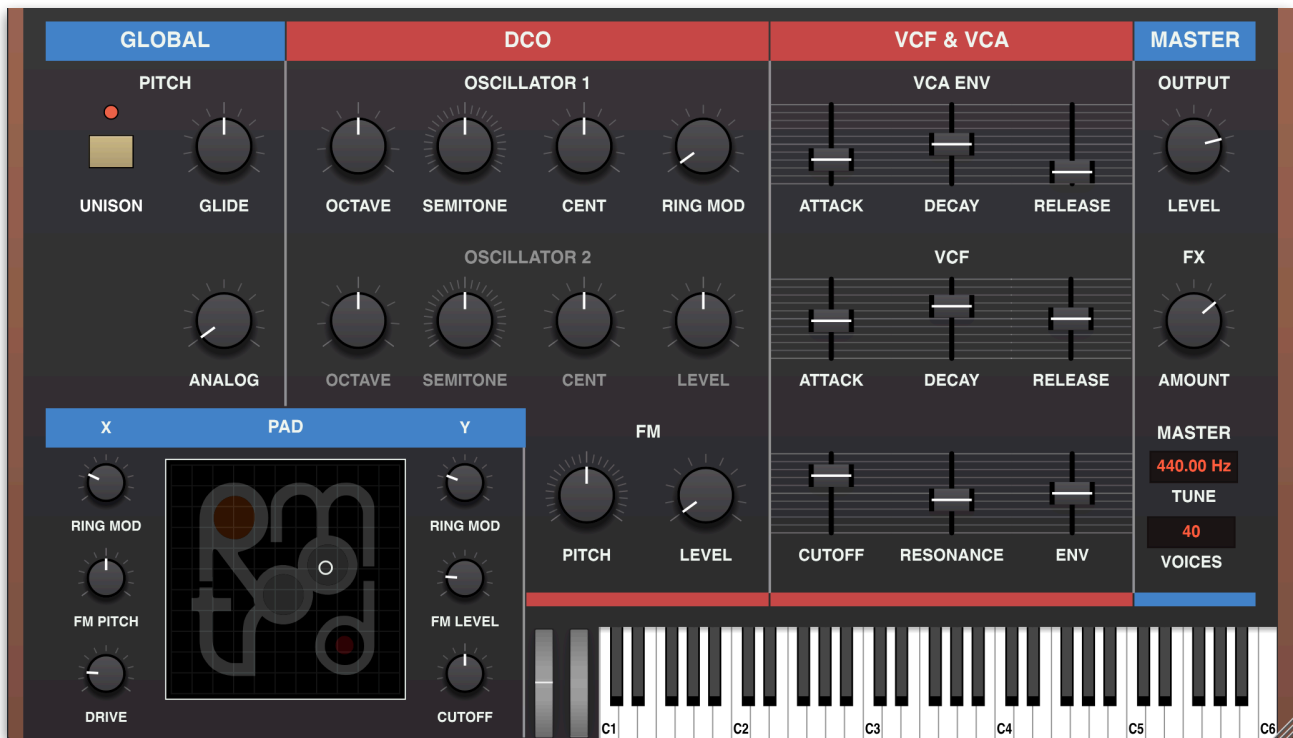 GLOBAL DCO VCF & VCA MASTER
PITCH OSCILLATOR 1 VCA ENV OUTPUT
UNISON GLIDE OCTAVE SEMITONE CENT RING MOD ATTACK DECAY RELEASE LEVEL
OSCILLATOR 2 VCF FX
ANALOG OCTAVE SEMITONE CENT LEVEL ATTACK DECAY RELEASE AMOUNT
X PAD Y FM MASTER
440.00 Hz
TUNE
RING MOD RING MOD
40
PITCH LEVEL CUTOFF RESONANCE ENV VOICES
FM PITCH FM LEVEL
DRIVE CUTOFF
C1 C2 C3 C4 C5 C6